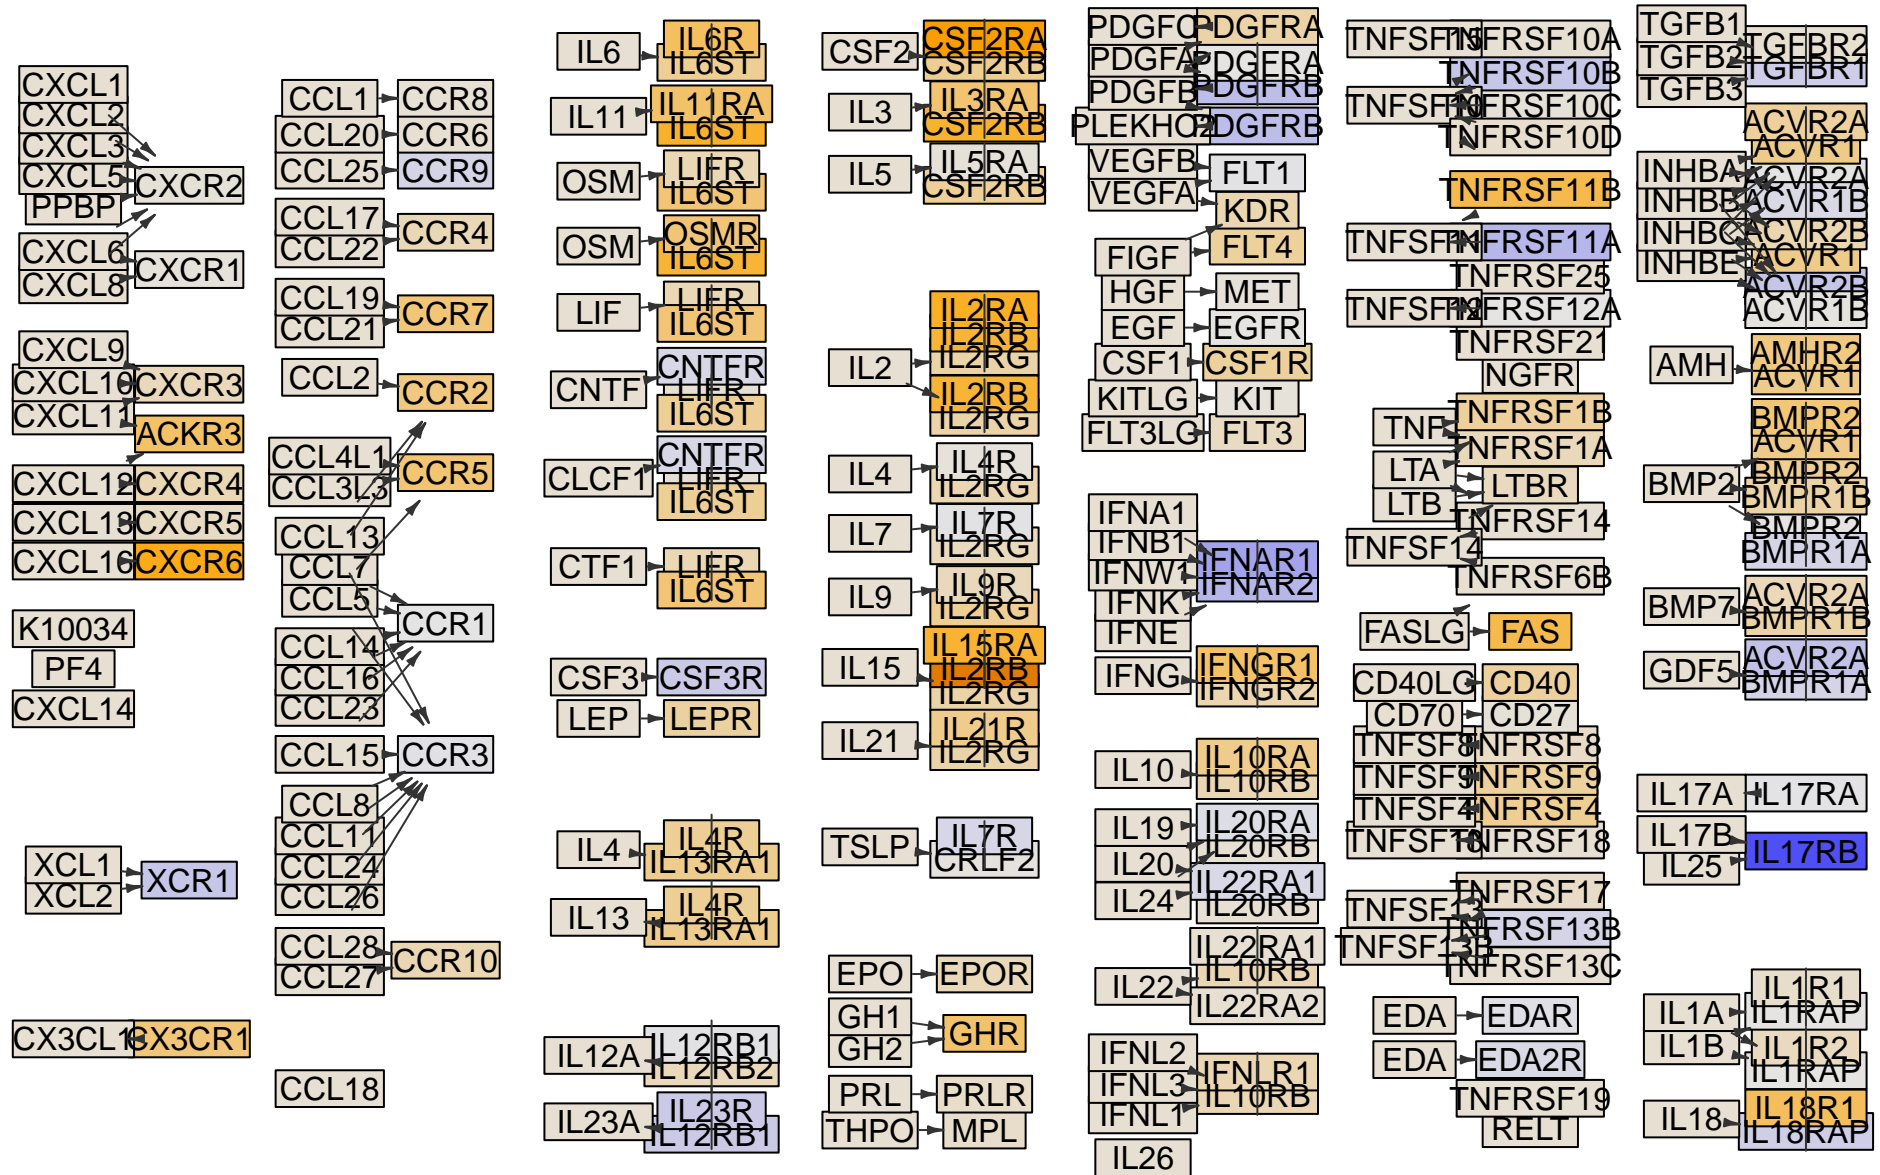 CXCL1
CXCL2
CXCL3
CXCL5
PPBP
CXCR2
CXCL6
CXCL8
CXCR1
CXCL9
CXCL10
CXCL11
CXCR3
ACKR3
CXCL12
CXCR4
CXCL13
CXCR5
CXCL16
CXCR6
K10034
PF4
CXCL14
XCL1
XCL2
XCR1
CX3CL1
CX3CR1
CCL1
CCR8
CCL20
CCR6
CCL25
CCR9
CCL17
CCL22
CCR4
CCL19
CCL21
CCR7
CCL2
CCR2
CCL4L1
CCL3L3
CCR5
CCL13
CCL7
CCL5
CCR1
CCL14
CCL16
CCL23
CCL15
CCR3
CCL8
CCL11
CCL24
CCL26
CCL28
CCL27
CCR10
CCL18
IL6
IL6R
IL6ST
IL11
IL11RA
IL6ST
OSM
LIFR
IL6ST
OSM
OSMR
IL6ST
LIF
LIFR
IL6ST
CNTF
CNTFR
LIFR
IL6ST
CLCF1
CNTFR
LIFR
IL6ST
CTF1
LIFR
IL6ST
CSF3
CSF3R
LEP
LEPR
IL4
IL4R
IL13RA1
IL13
IL4R
IL13RA1
IL12A
IL12RB1
IL12RB2
IL23A
IL23R
IL12RB1
CSF2
CSF2RA
CSF2RB
IL3
IL3RA
CSF2RB
IL5
IL5RA
CSF2RB
IL2
IL2RA
IL2RB
IL2RG
IL2RB
IL2RG
IL4
IL4R
IL2RG
IL7
IL7R
IL2RG
IL9
IL9R
IL2RG
IL15
IL15RA
IL2RB
IL2RG
IL21
IL21R
IL2RG
TSLP
IL7R
CRLF2
EPO
EPOR
GH1
GH2
GHR
PRL
PRLR
THPO
MPL
PDGFC
PDGFRA
PDGFA
PDGFRA
PDGFB
PDGFRB
PLEKHO2
PDGFRB
VEGFB
VEGFA
FLT1
KDR
FIGF
FLT4
HGF
MET
EGF
EGFR
CSF1
CSF1R
KITLG
KIT
FLT3LG
FLT3
IFNA1
IFNB1
IFNW1
IFNK
IFNE
IFNAR1
IFNAR2
IFNG
IFNGR1
IFNGR2
IL10
IL10RA
IL10RB
IL19
IL20
IL24
IL20RA
IL20RB
IL22RA1
IL20RB
IL22
IL22RA1
IL10RB
IL22RA2
IFNL2
IFNL3
IFNL1
IFNLR1
IL10RB
IL26
TNFSF15
TNFRSF10A
TNFRSF10B
TNFSF10
TNFRSF10C
TNFRSF10D
TNFRSF11B
TNFSF11
TNFRSF11A
TNFRSF25
TNFSF12
TNFRSF12A
TNFRSF21
NGFR
TNF
TNFRSF1B
TNFRSF1A
LTA
LTB
LTBR
TNFRSF14
TNFSF14
TNFRSF6B
FASLG
FAS
CD40LG
CD40
CD70
CD27
TNFSF8
TNFRSF8
TNFSF9
TNFRSF9
TNFSF4
TNFRSF4
TNFSF18
TNFRSF18
TNFRSF17
TNFSF13
TNFRSF13B
TNFSF13B
TNFRSF13C
EDA
EDAR
EDA
EDA2R
TNFRSF19
RELT
TGFB1
TGFB2
TGFB3
TGFBR2
TGFBR1
ACVR2A
ACVR1
INHBA
INHBB
INHBC
INHBE
ACVR2A
ACVR1B
ACVR2B
ACVR1
ACVR2B
ACVR1B
AMH
AMHR2
ACVR1
BMP2
BMPR2
ACVR1
BMPR2
BMPR1B
BMPR2
BMPR1A
BMP7
ACVR2A
BMPR1B
GDF5
ACVR2A
BMPR1A
IL17A
IL17RA
IL17B
IL25
IL17RB
IL1A
IL1B
IL1R1
IL1RAP
IL1R2
IL1RAP
IL18
IL18R1
IL18RAP